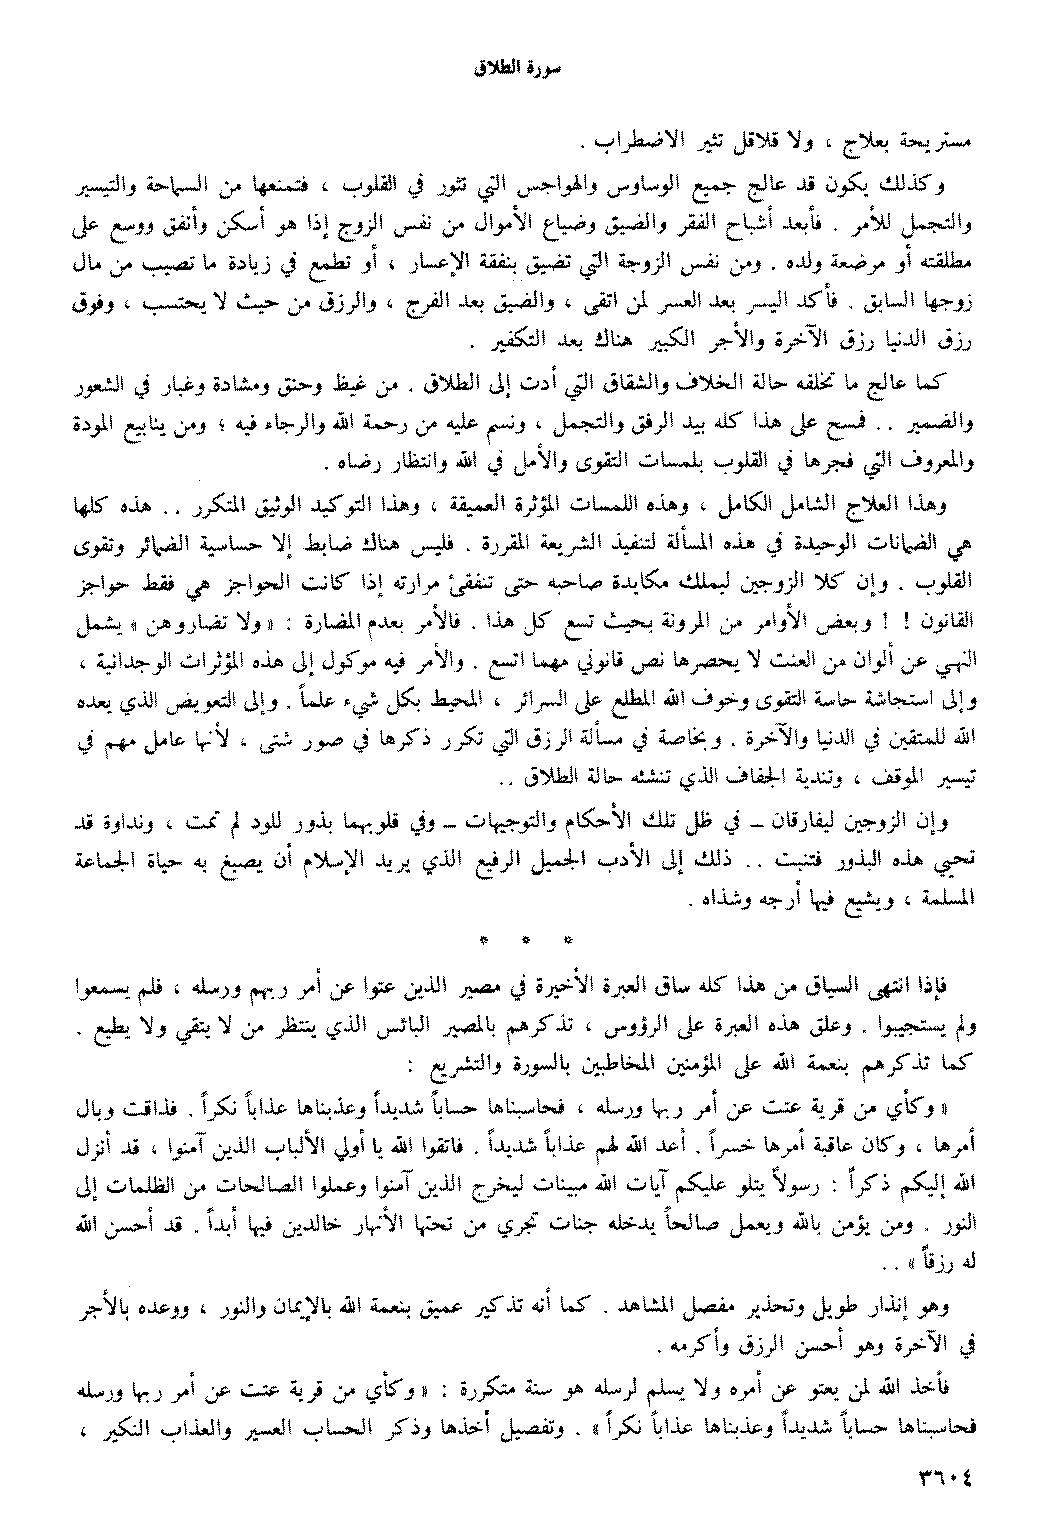 سورة الطلاق
مستريحة بعلاج ، ولا قلاقل تثير الاضطراب .
وكذلك يكون قد عالج جميع الوساوس والهواجس التي تثور في القلوب ، فتمنعها من السماحة والتيسير
والتجمل للأمر . فأبعد أشباح الفقر والضيق وضياع الأموال من نفس الزوج إذا هو أسكن وأنفق ووسع على
مطلقته أو مرضعة ولده . ومن نفس الزوجة التي تضيق بنفقة الإعسار ، أو تطمع في زيادة ما تصيب من مال
زوجها السابق . فأكد اليسر بعد العسر لمن اتقى ، والضيق بعد الفرج ، والرزق من حيث لا يحتسب ، وفوق
رزق الدنيا رزق الآخرة والأجر الكبير هناك بعد التكفير .
كما عالج ما تخلفه حالة الخلاف والشقاق التي أدت إلى الطلاق . من غيظ وحنق ومشادة وغبار في الشعور
والضمير .. فمسح على هذا كله بيد الرفق والتجمل ، ونسم عليه من رحمة الله والرجاء فيه ؛ ومن ينابيع المودة
والمعروف التي فجرها في القلوب بلمسات التقوى والأمل في الله وانتظار رضاه .
وهذا العلاج الشامل الكامل ، وهذه اللمسات المؤثرة العميقة ، وهذا التوكيد الوثيق المتكرر .. هذه كلها
هي الضمانات الوحيدة في هذه المسألة لتنفيذ الشريعة المقررة . فليس هناك ضابط إلا حساسية الضمائر وتقوى
القلوب . وإن كلا الزوجين ليملك مكايدة صاحبه حتى تنفقئ مرارته إذا كانت الحواجز هي فقط حواجز
القانون ! ! وبعض الأوامر من المرونة بحيث تسع كل هذا . فالأمر بعدم المضارة : « ولا تضاروهن » يشمل
النهي عن ألوان من العنت لا يحصرها نص قانوني مهما اتسع . والأمر فيه موكول إلى هذه المؤثرات الوجدانية ،
وإلى استجاشة حاسة التقوى وخوف الله المطلع على السرائر ، المحيط بكل شيء علماً . وإلى التعويض الذي يعده
الله للمتقين في الدنيا والآخرة . وبخاصة في مسألة الرزق التي تكرر ذكرها في صور شتى ، لأنها عامل مهم في
تيسير الموقف ، وتندية الجفاف الذي تنشئه حالة الطلاق ..
وإن الزوجين ليفارقان – في ظل تلك الأحكام والتوجيهات – وفي قلوبهما بذور للود لم تمت ، ونداوة قد
تحيي هذه البذور فتنبت .. ذلك إلى الأدب الجميل الرفيع الذي يريد الإسلام أن يصبغ به حياة الجماعة
المسلمة ، ويشيع فيها أرجه وشذاه .
* * *
فإذا انتهى السياق من هذا كله ساق العبرة الأخيرة في مصير الذين عتوا عن أمر ربهم ورسله ، فلم يسمعوا
ولم يستجيبوا . وعلق هذه العبرة على الرؤوس ، تذكرهم بالمصير البائس الذي ينتظر من لا يتقي ولا يطيع .
كما تذكرهم بنعمة الله على المؤمنين المخاطبين بالسورة والتشريع :
« وكأي من قرية عتت عن أمر ربها ورسله ، فحاسبناها حساباً شديداً وعذبناها عذاباً نكراً . فذاقت وبال
أمرها ، وكان عاقبة أمرها خسراً . أعد الله لهم عذاباً شديداً . فاتقوا الله يا أولي الألباب الذين آمنوا ، قد أنزل
الله إليكم ذكراً : رسولاً يتلو عليكم آيات الله مبينات ليخرج الذين آمنوا وعملوا الصالحات من الظلمات إلى
النور . ومن يؤمن بالله ويعمل صالحاً يدخله جنات تجري من تحتها الأنهار خالدين فيها أبداً . قد أحسن الله
له رزقاً » ..
وهو إنذار طويل وتحذير مفصل المشاهد . كما أنه تذكير عميق بنعمة الله بالإيمان والنور ، ووعده بالأجر
في الآخرة وهو أحسن الرزق وأكرمه .
فأخذ الله لمن يعتو عن أمره ولا يسلم لرسله هو سنة متكررة : « وكأي من قرية عتت عن أمر ربها ورسله
فحاسبناها حساباً شديداً وعذبناها عذاباً نكراً » . وتفصيل أخذها وذكر الحساب العسير والعذاب النكير ،
٣٦٠٤